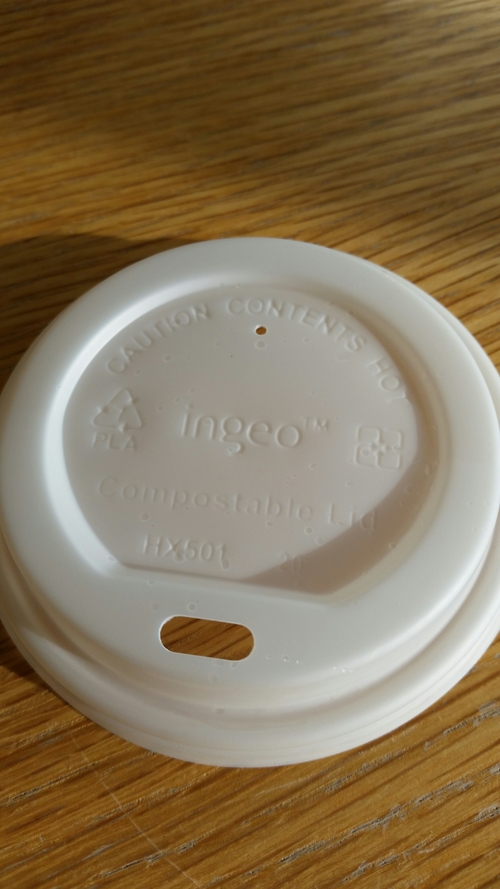 CAUTION CONTENTS HOT
ingeo™
PLA
Compostable Lid
HX501